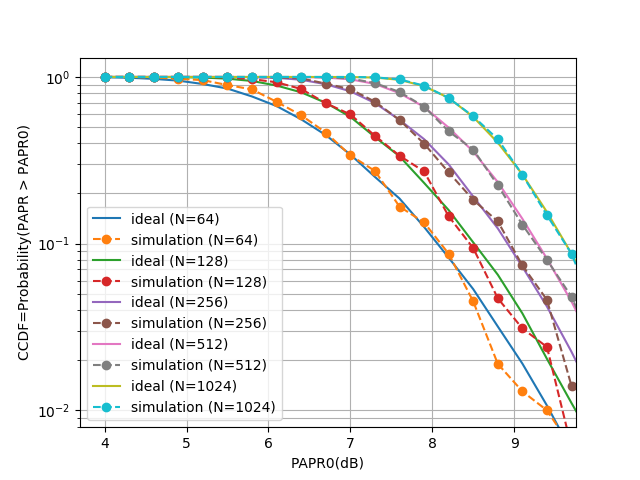 CCDF=Probability(PAPR > PAPR0)
10⁰
10⁻¹
10⁻²
ideal (N=64)
simulation (N=64)
ideal (N=128)
simulation (N=128)
ideal (N=256)
simulation (N=256)
ideal (N=512)
simulation (N=512)
ideal (N=1024)
simulation (N=1024)
4 5 6 7 8 9
PAPR0(dB)